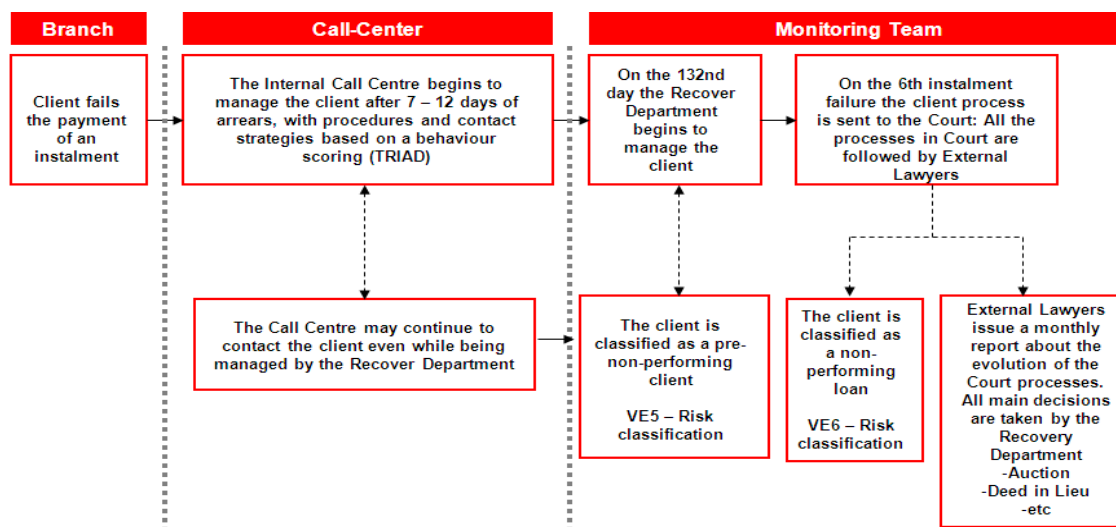 Branch
Call-Center
Monitoring Team
Client fails
the payment
of an
instalment
The Internal Call Centre begins to
manage the client after 7 – 12 days of
arrears, with procedures and contact
strategies based on a behaviour
scoring (TRIAD)
On the 132nd
day the Recover
Department
begins to
manage the
client
On the 6th instalment
failure the client process
is sent to the Court: All the
processes in Court are
followed by External
Lawyers
The Call Centre may continue to
contact the client even while being
managed by the Recover Department
The client is
classified as a pre-
non-performing
client
VE5 – Risk
classification
The client is
classified as
a non-
performing
loan
VE6 – Risk
classification
External Lawyers
issue a monthly
report about the
evolution of the
Court processes.
All main decisions
are taken by the
Recovery
Department
-Auction
-Deed in Lieu
-etc